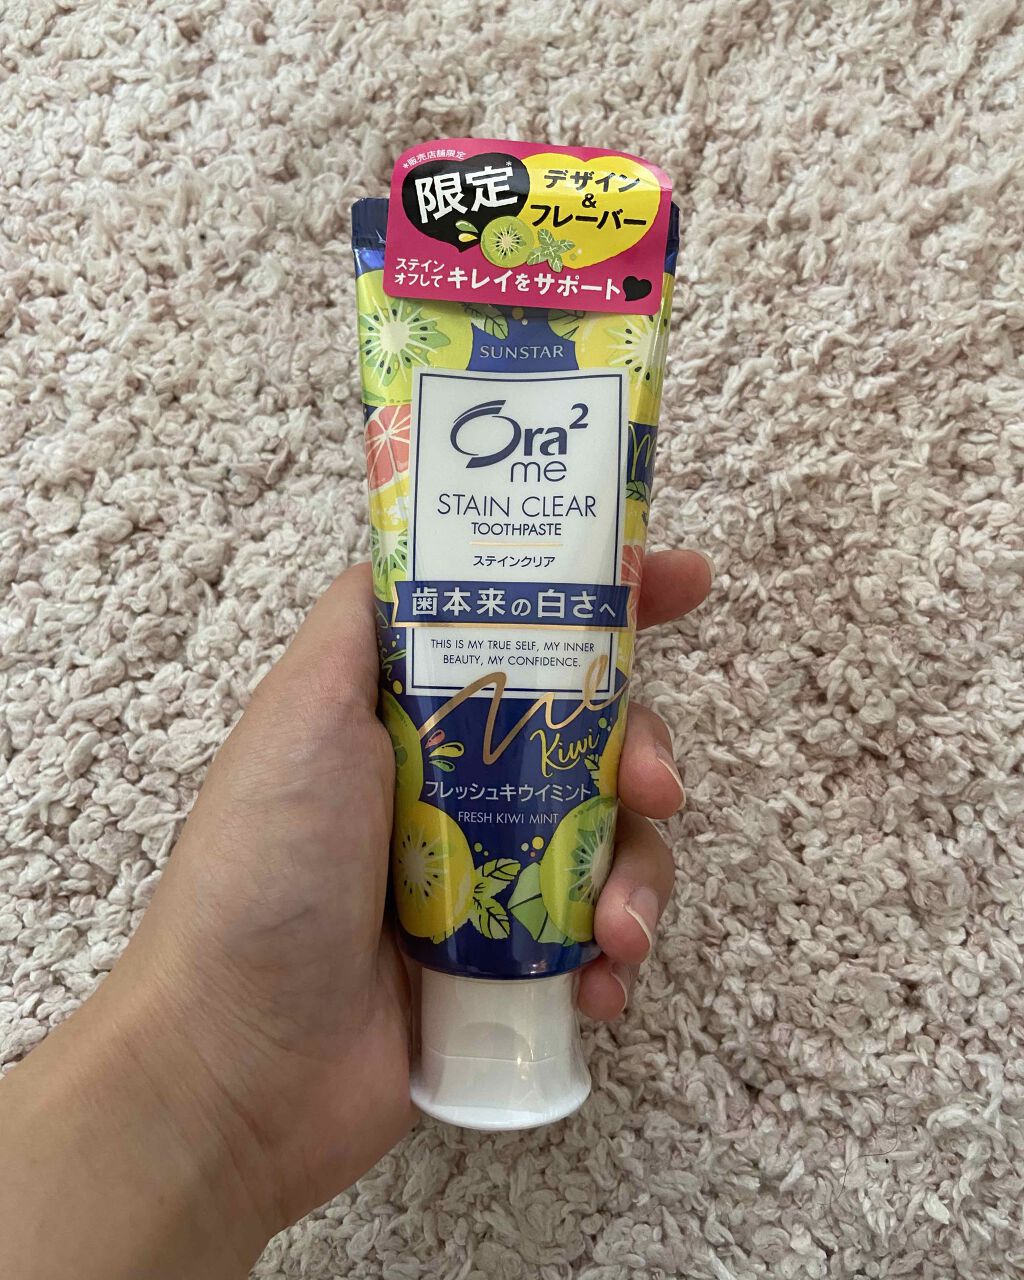 *販売店舗限定
限定*
デザイン
&
フレーバー
ステイン
オフして キレイをサポート
SUNSTAR
Ora²
me
STAIN CLEAR
TOOTHPASTE
ステインクリア
歯本来の白さへ
THIS IS MY TRUE SELF, MY INNER
BEAUTY, MY CONFIDENCE.
me
Kiwi
フレッシュキウイミント
FRESH KIWI MINT